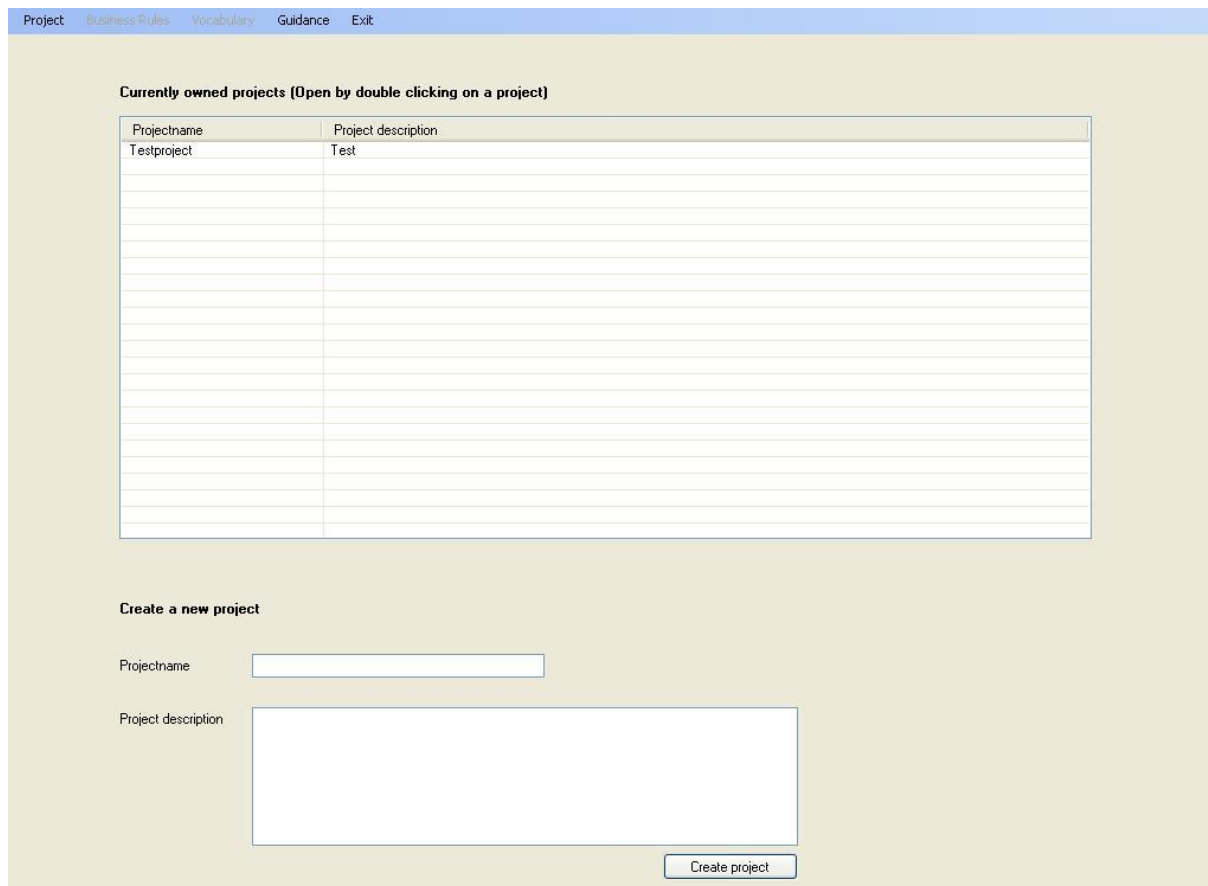 Project Business Rules Vocabulary Guidance Exit
Currently owned projects (Open by double clicking on a project)
Projectname Project description
Testproject Test
Create a new project
Projectname
Project description
Create project